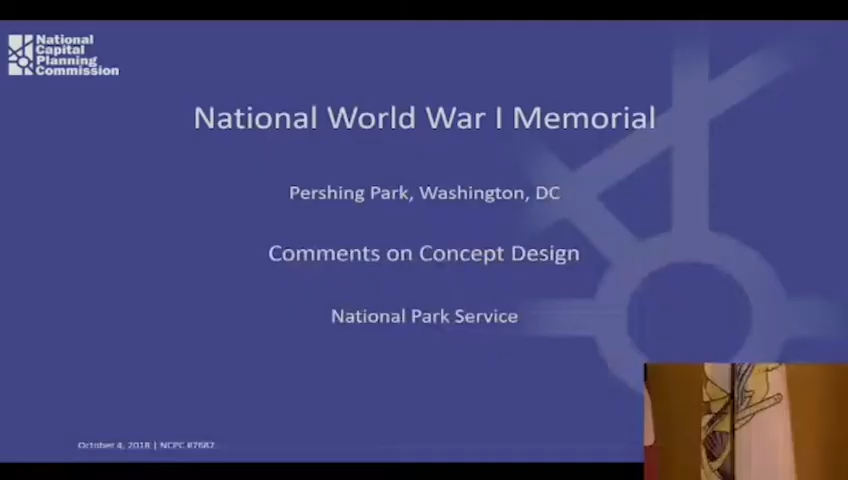 National
Capital
Planning
Commission
National World War I Memorial
Pershing Park, Washington, DC
Comments on Concept Design
National Park Service
October 4, 2018 | NCPC #7682